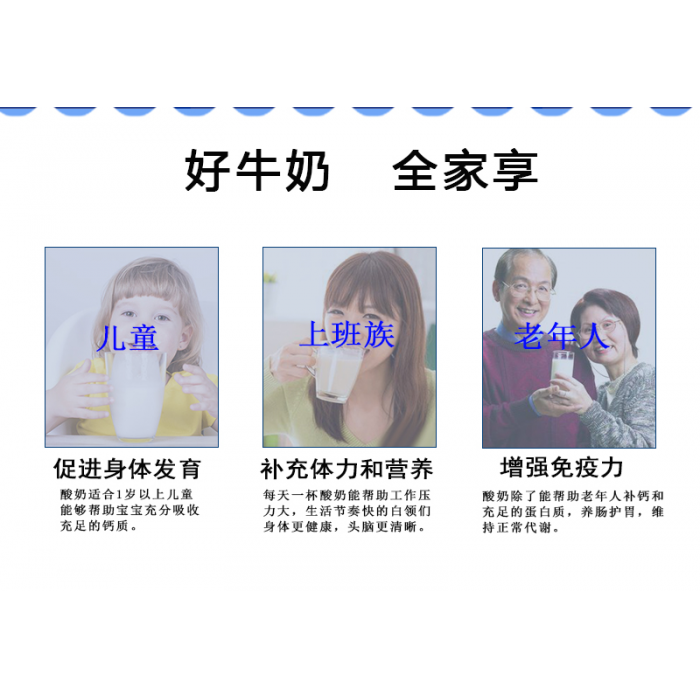 好牛奶 全家享
儿童
上班族
老年人
促进身体发育
补充体力和营养
增强免疫力
酸奶适合1岁以上儿童
能够帮助宝宝充分吸收
充足的钙质。
每天一杯酸奶能帮助工作压
力大，生活节奏快的白领们
身体更健康，头脑更清晰。
酸奶除了能帮助老年人补钙和
充足的蛋白质，养肠护胃，维
持正常代谢。